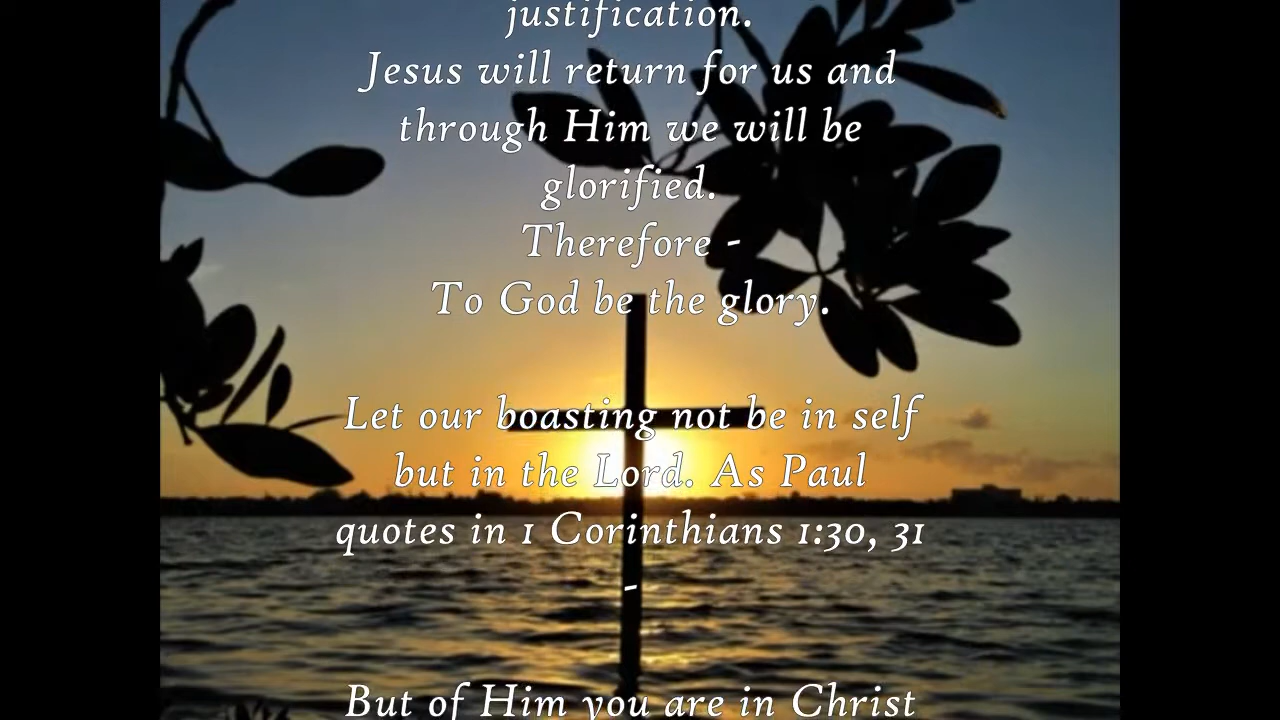 justification.
Jesus will return for us and
through Him we will be
glorified.
Therefore -
To God be the glory.
Let our boasting not be in self
but in the Lord. As Paul
quotes in 1 Corinthians 1:30, 31
-
But of Him you are in Christ